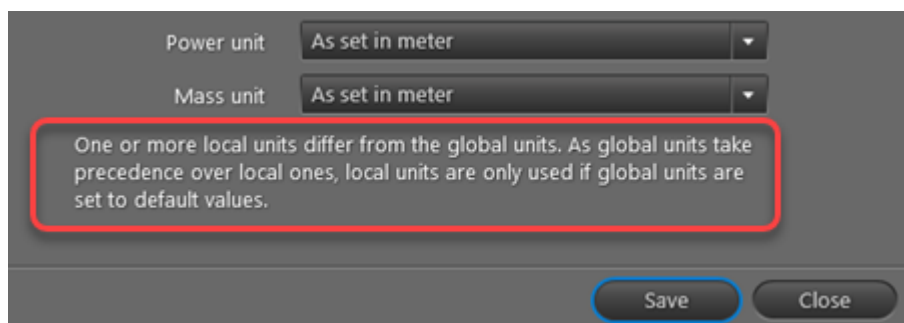 Power unit As set in meter
Mass unit As set in meter
One or more local units differ from the global units. As global units take
precedence over local ones, local units are only used if global units are
set to default values.
Save Close